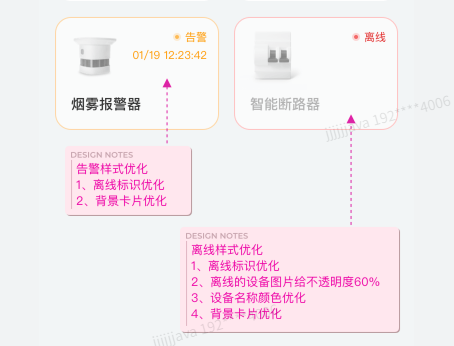 告警
01/19 12:23:42
烟雾报警器
离线
智能断路器
jjjjjjava 192****4006
DESIGN NOTES
告警样式优化
1、离线标识优化
2、背景卡片优化
DESIGN NOTES
离线样式优化
1、离线标识优化
2、离线的设备图片给不透明度60%
3、设备名称颜色优化
4、背景卡片优化
jjjjjjava 192